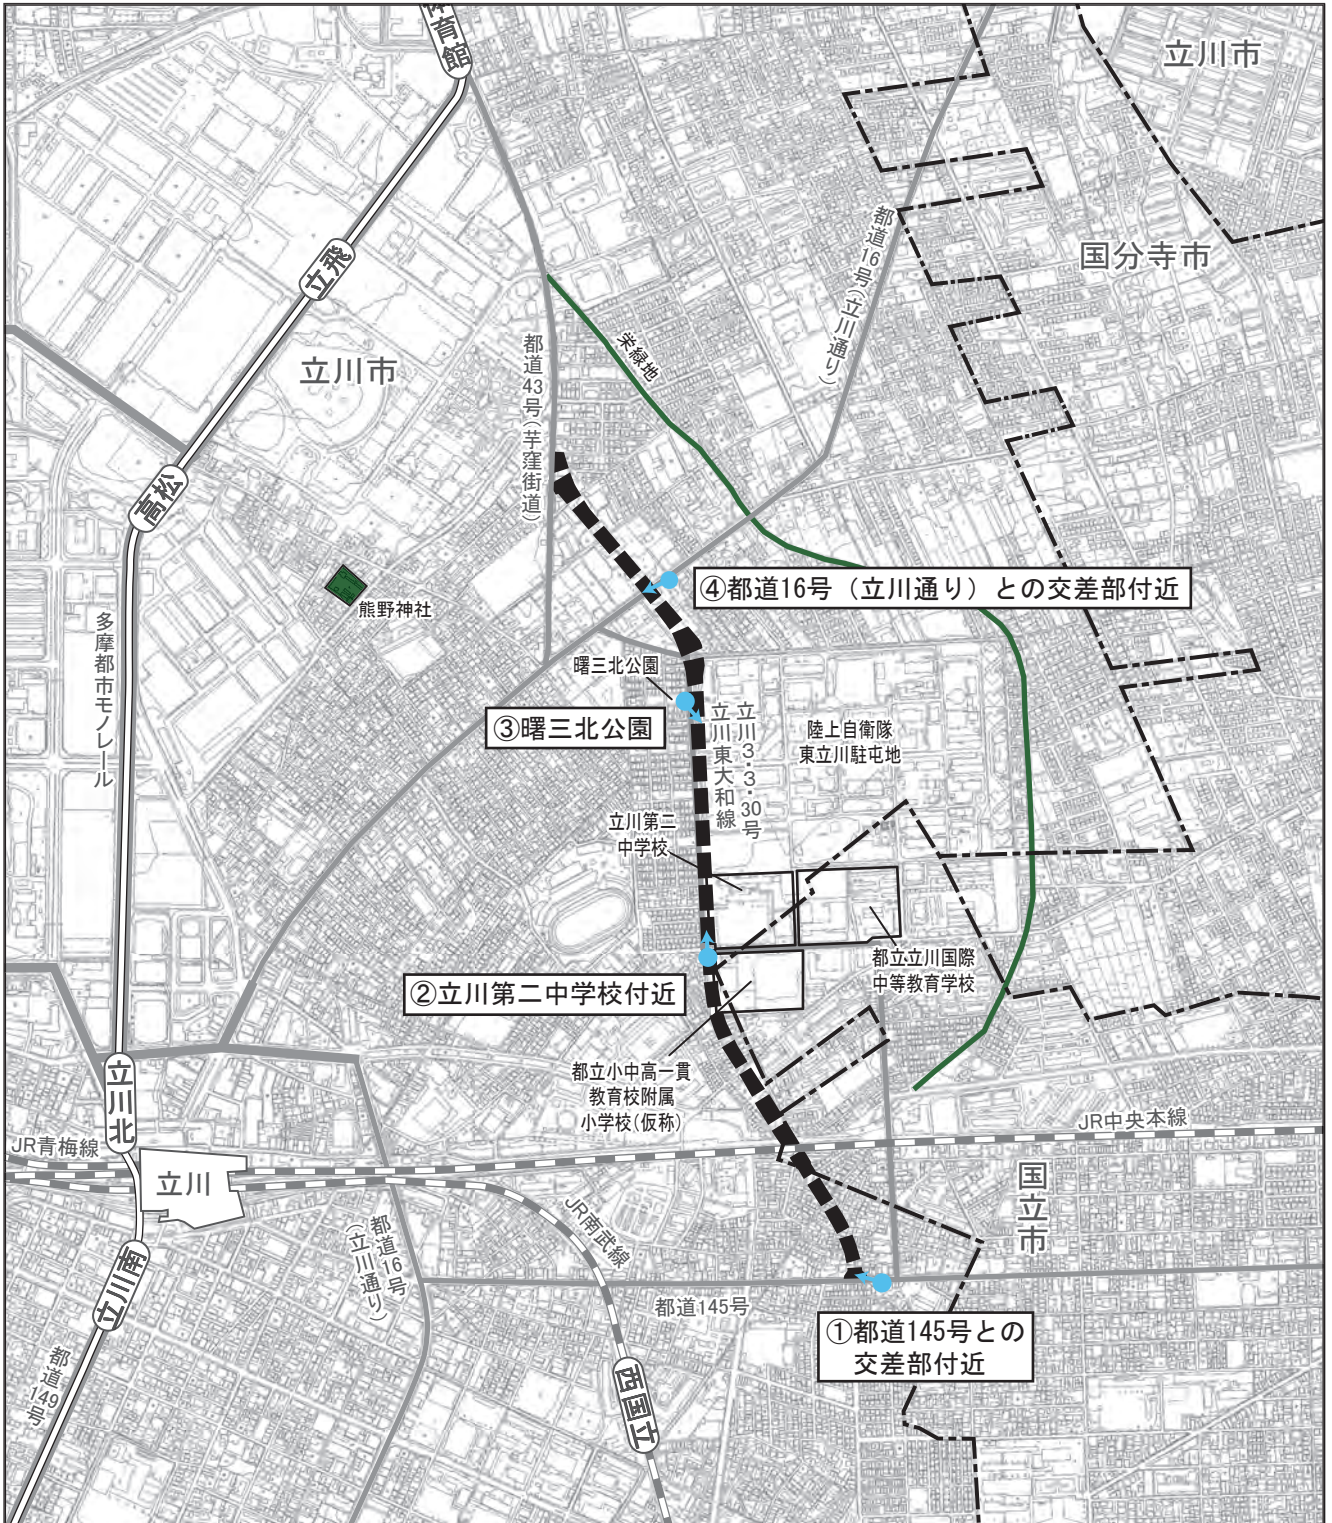 体育館
立川市
立飛
国分寺市
都道16号(立川通り)
栄緑地
立川市
都道43号(芋窪街道)
高松
④都道16号（立川通り）との交差部付近
熊野神社
多摩都市モノレール
曙三北公園
③曙三北公園
立川3・3・30号
立川東大和線
陸上自衛隊
東立川駐屯地
立川第二
中学校
都立立川国際
中等教育学校
②立川第二中学校付近
都立小中高一貫
教育校附属
小学校(仮称)
立川北
JR青梅線
JR中央本線
立川
国立市
JR南武線
都道16号
(立川通り)
立川南
都道145号
①都道145号との
交差部付近
都道149号
西国立